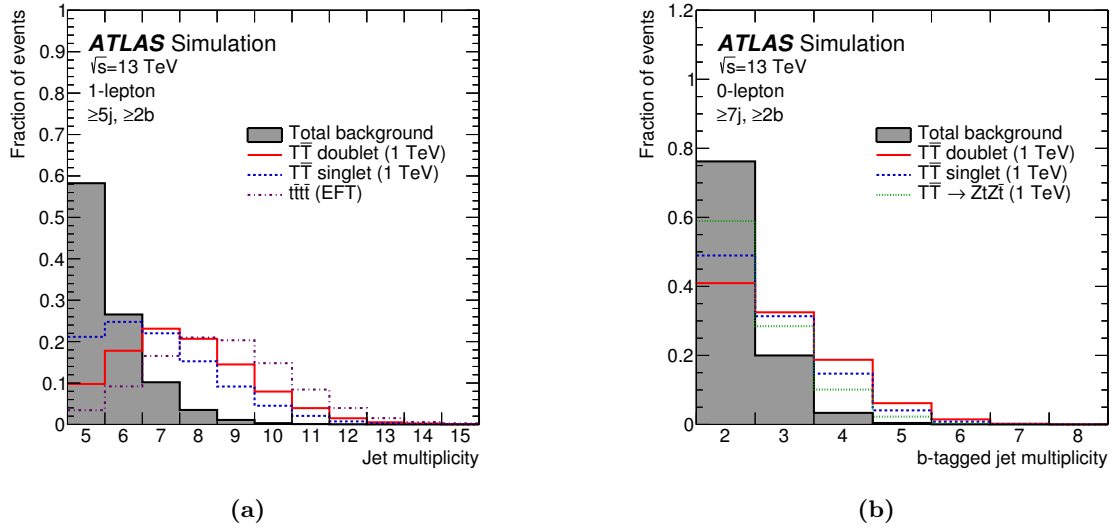 Fraction of events
1
0.9
0.8
0.7
0.6
0.5
0.4
0.3
0.2
0.1
0
ATLAS Simulation
√s=13 TeV
1-lepton
≥5j, ≥2b
Total background
TT̅ doublet (1 TeV)
TT̅ singlet (1 TeV)
tt̅tt̅ (EFT)
5 6 7 8 9 10 11 12 13 14 15
Jet multiplicity
(a)
Fraction of events
1.2
1
0.8
0.6
0.4
0.2
0
ATLAS Simulation
√s=13 TeV
0-lepton
≥7j, ≥2b
Total background
TT̅ doublet (1 TeV)
TT̅ singlet (1 TeV)
TT̅ → ZtZt̅ (1 TeV)
2 3 4 5 6 7 8
b-tagged jet multiplicity
(b)